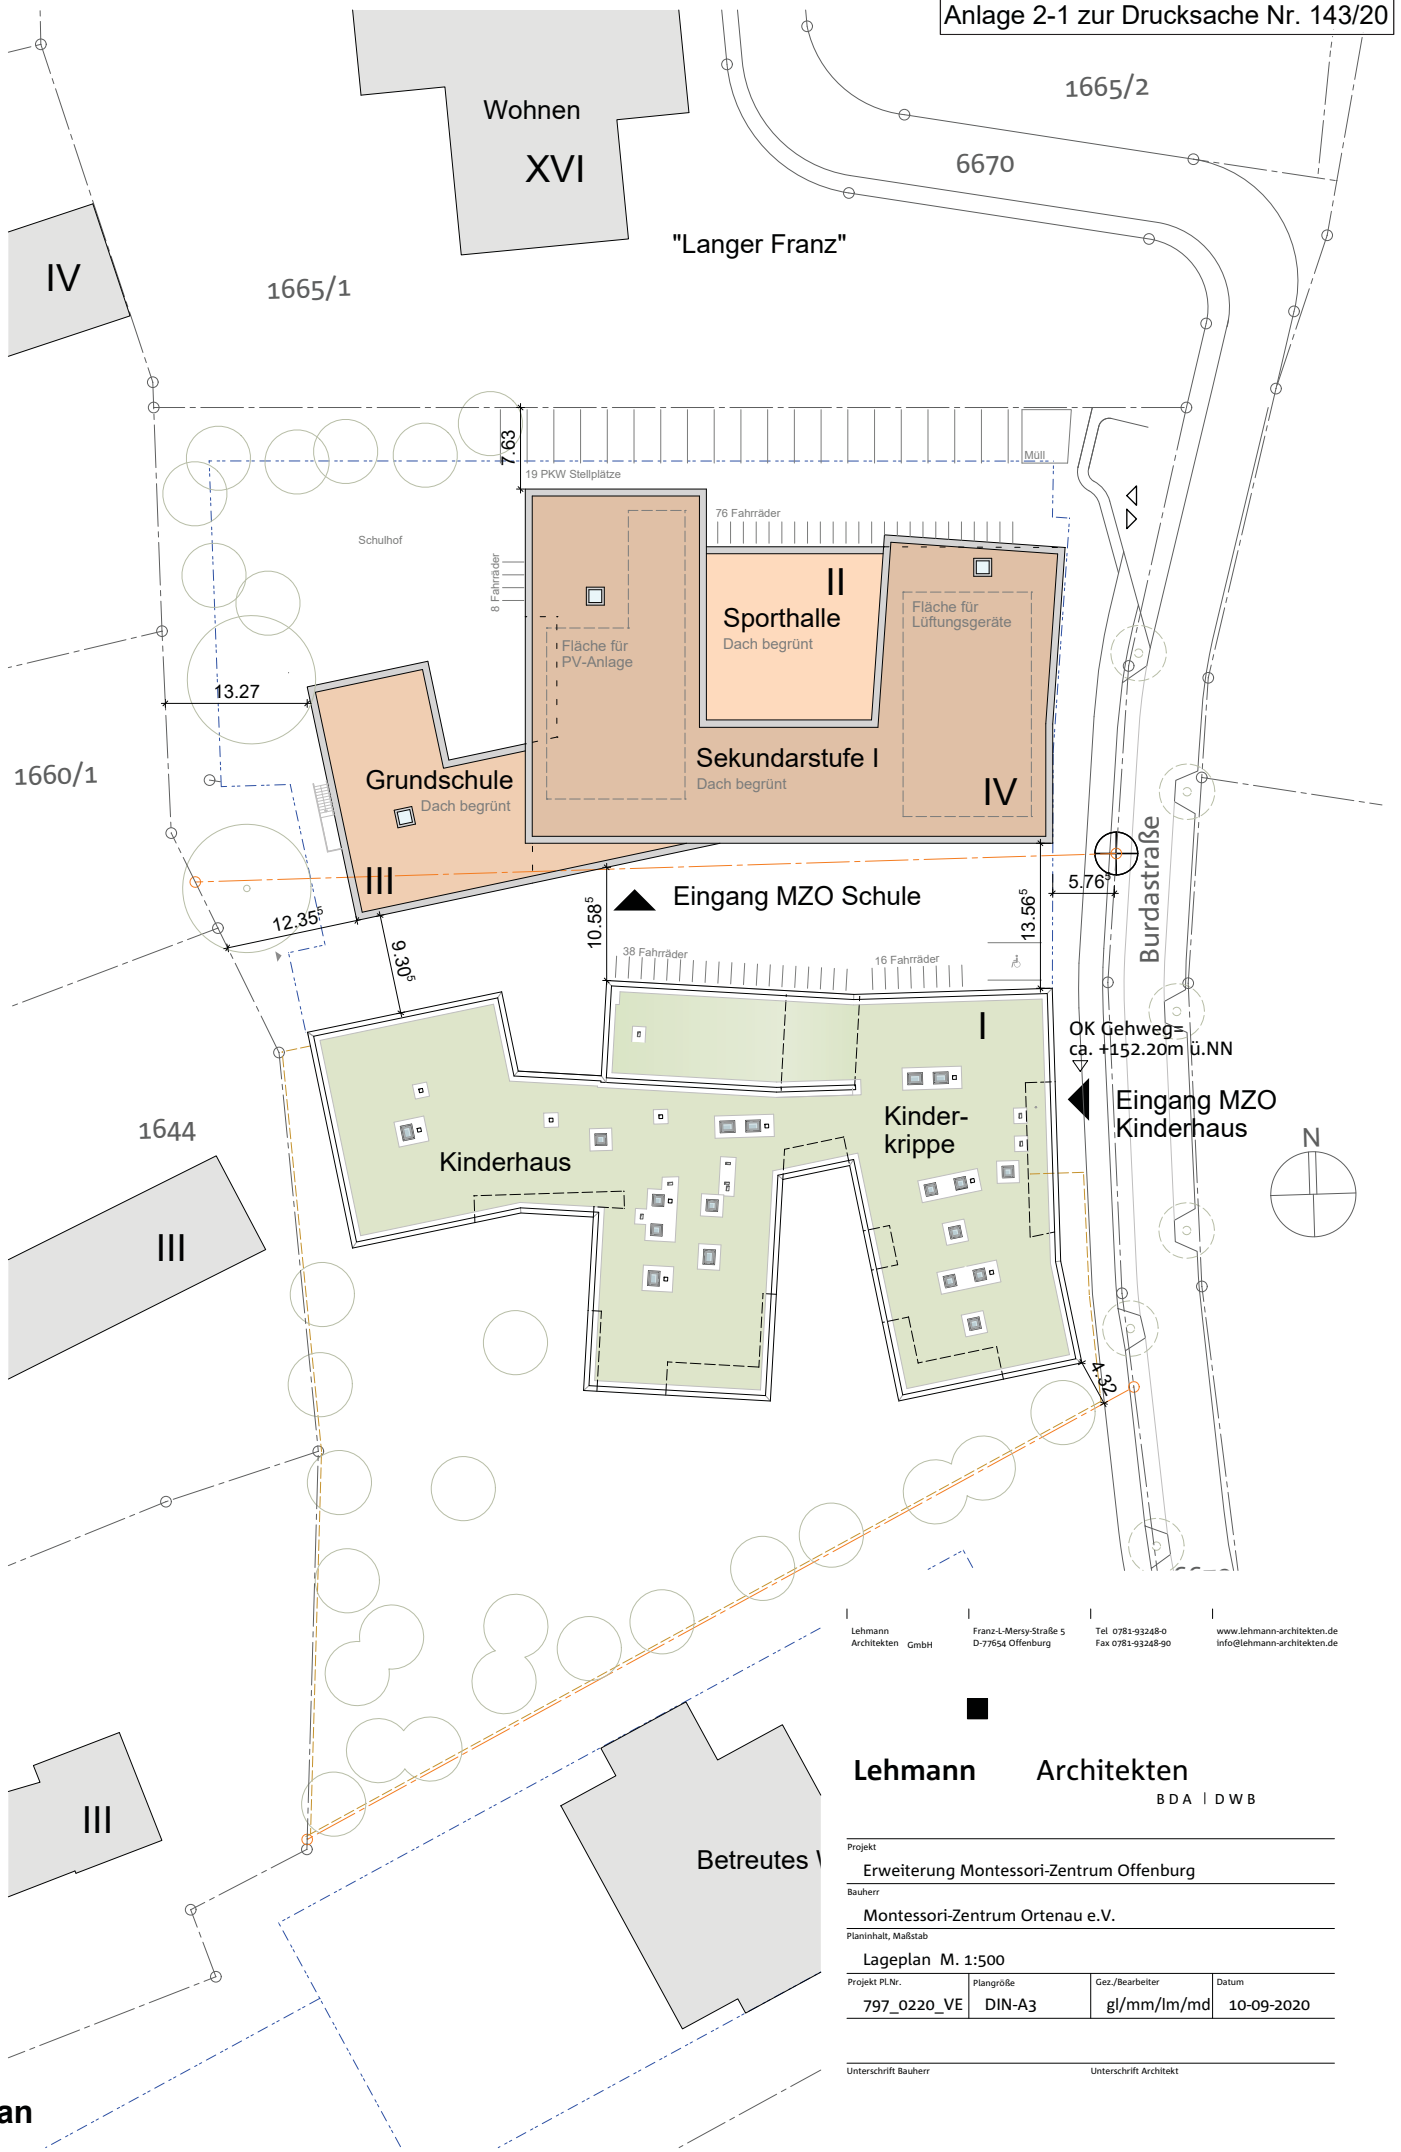 Anlage 2-1 zur Drucksache Nr. 143/20
1665/2
Wohnen
XVI
6670
"Langer Franz"
IV
1665/1
7.63
19 PKW Stellplätze
Müll
76 Fahrräder
Schulhof
8 Fahrräder
II
Sporthalle
Dach begrünt
Fläche für
Lüftungsgeräte
Fläche für
PV-Anlage
13.27
1660/1
Grundschule
Dach begrünt
Sekundarstufe I
Dach begrünt
IV
III
Burdastraße
5.76⁵
Eingang MZO Schule
12.35⁵
10.58⁵
13.56⁵
9.30⁵
38 Fahrräder
16 Fahrräder
I
OK Gehweg=
ca. +152.20m ü.NN
Eingang MZO
Kinderhaus
Kinder-
krippe
Kinderhaus
1644
N
III
4.32
Lehmann
Architekten GmbH
Franz-L-Mersy-Straße 5
D-77654 Offenburg
Tel 0781-93248-0
Fax 0781-93248-90
www.lehmann-architekten.de
info@lehmann-architekten.de
Lehmann Architekten
BDA | DWB
III
Betreutes
Projekt
Erweiterung Montessori-Zentrum Offenburg
Bauherr
Montessori-Zentrum Ortenau e.V.
Planinhalt, Maßstab
Lageplan M. 1:500
Projekt Pl.Nr. Plangröße Gez./Bearbeiter Datum
797_0220_VE DIN-A3 gl/mm/lm/md 10-09-2020
Unterschrift Bauherr Unterschrift Architekt
an